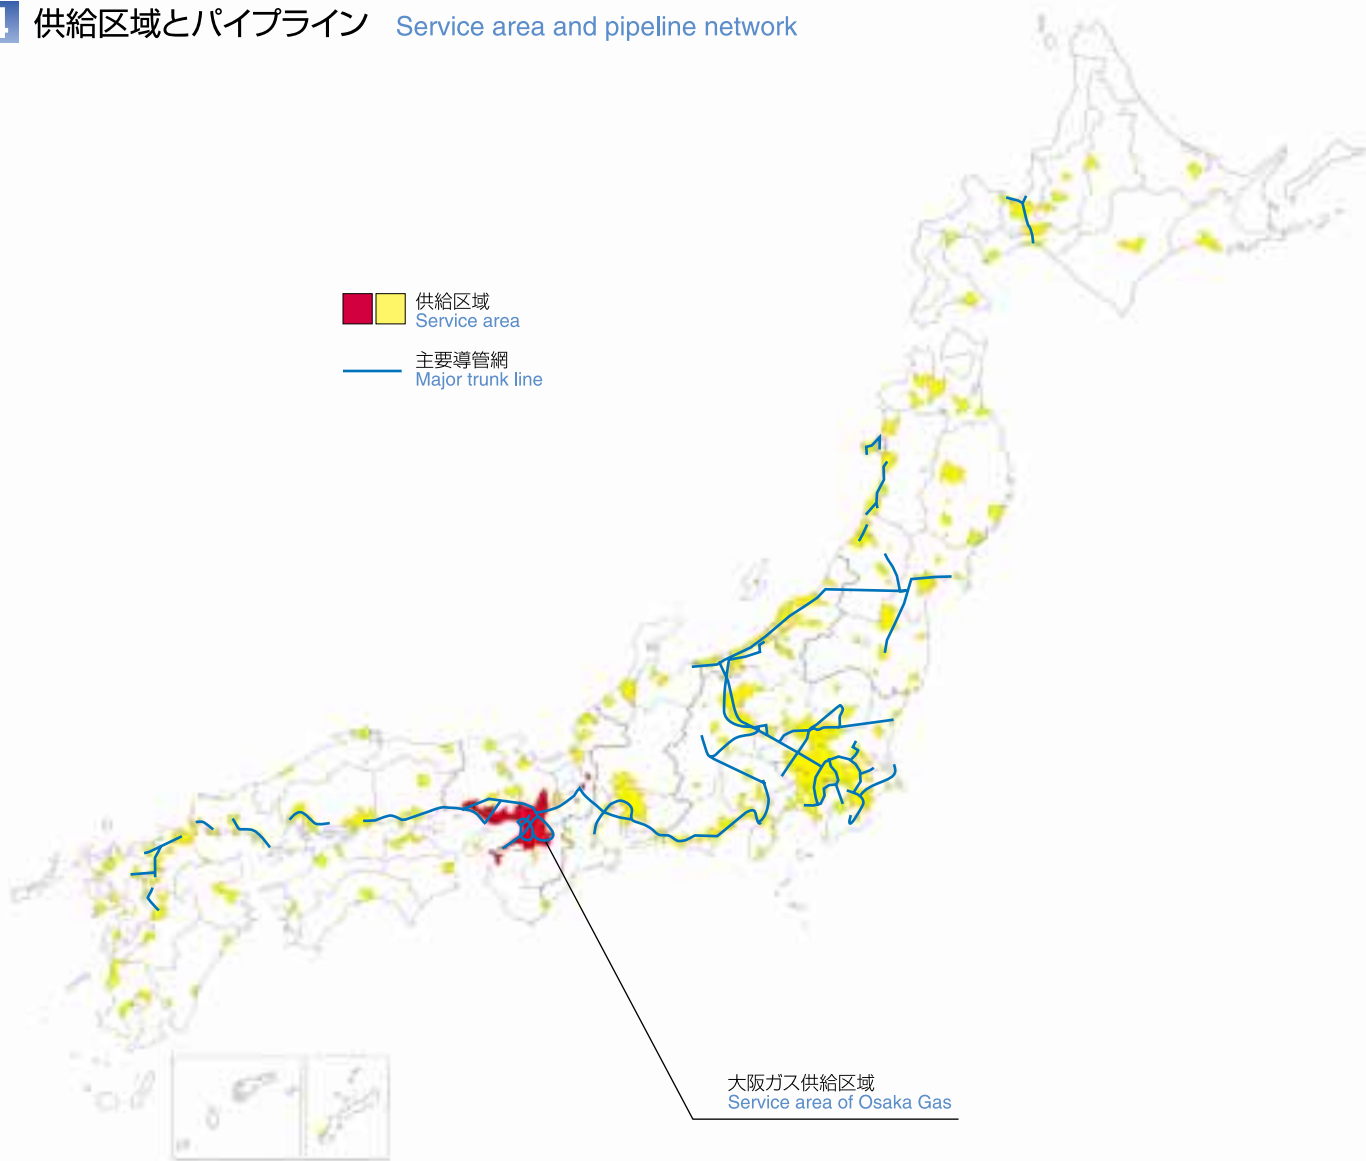 4 供給区域とパイプライン Service area and pipeline network
供給区域
Service area
主要導管網
Major trunk line
大阪ガス供給区域
Service area of Osaka Gas